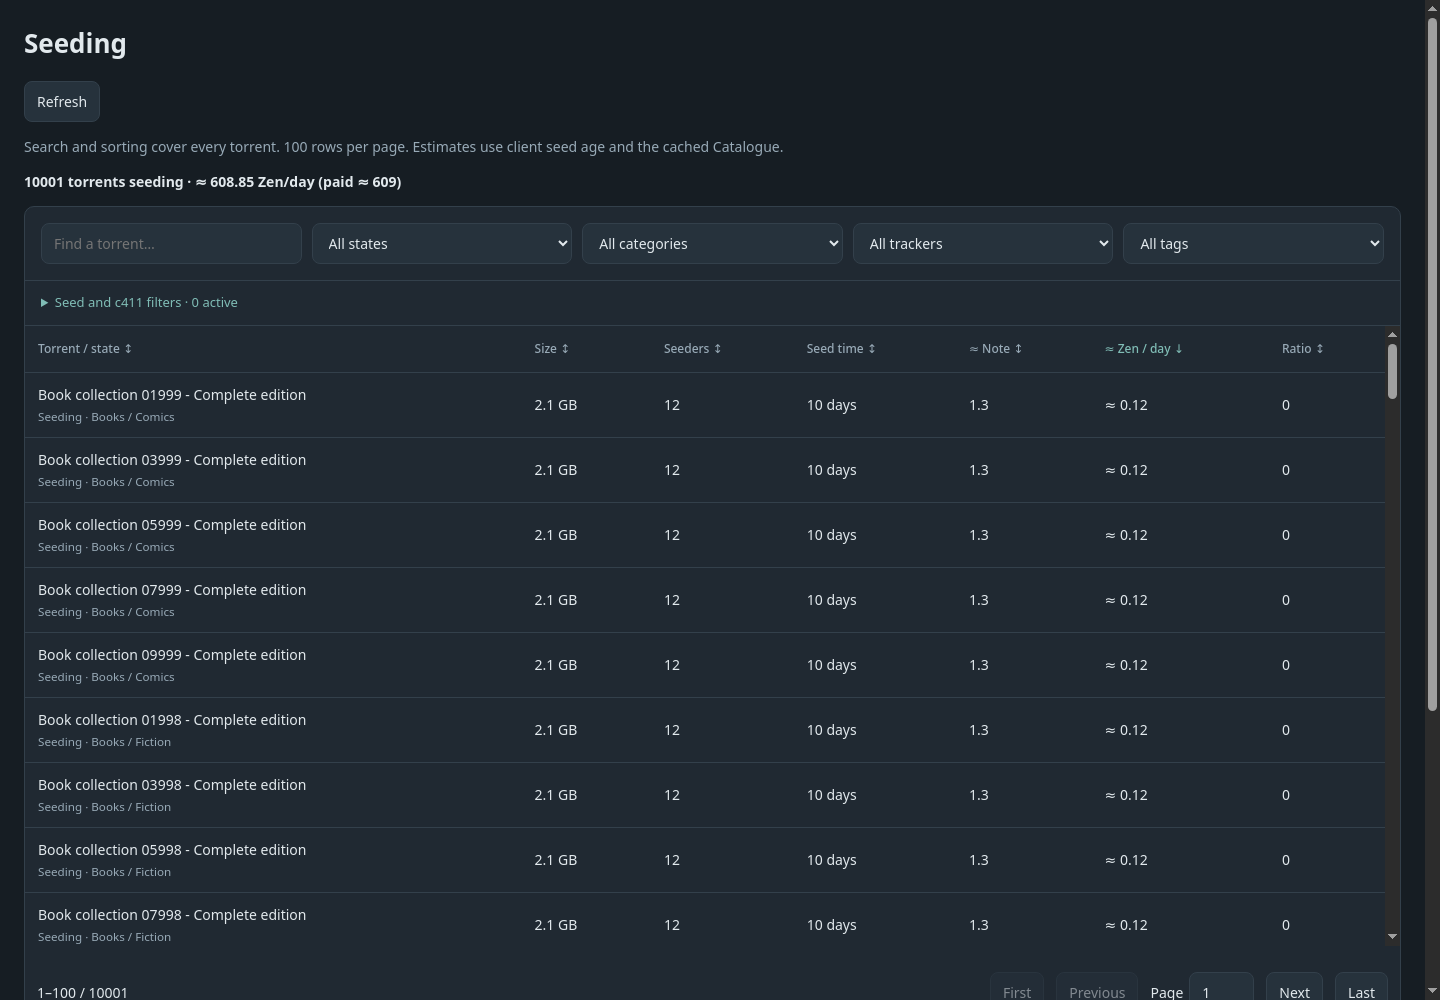 Seeding
Refresh
Search and sorting cover every torrent. 100 rows per page. Estimates use client seed age and the cached Catalogue.
10001 torrents seeding · ≈ 608.85 Zen/day (paid ≈ 609)
Find a torrent... All states All categories All trackers All tags
▶ Seed and c411 filters · 0 active
Torrent / state ↕ Size ↕ Seeders ↕ Seed time ↕ ≈ Note ↕ ≈ Zen / day ↓ Ratio ↕
Book collection 01999 - Complete edition 2.1 GB 12 10 days 1.3 ≈ 0.12 0
Seeding · Books / Comics
Book collection 03999 - Complete edition 2.1 GB 12 10 days 1.3 ≈ 0.12 0
Seeding · Books / Comics
Book collection 05999 - Complete edition 2.1 GB 12 10 days 1.3 ≈ 0.12 0
Seeding · Books / Comics
Book collection 07999 - Complete edition 2.1 GB 12 10 days 1.3 ≈ 0.12 0
Seeding · Books / Comics
Book collection 09999 - Complete edition 2.1 GB 12 10 days 1.3 ≈ 0.12 0
Seeding · Books / Comics
Book collection 01998 - Complete edition 2.1 GB 12 10 days 1.3 ≈ 0.12 0
Seeding · Books / Fiction
Book collection 03998 - Complete edition 2.1 GB 12 10 days 1.3 ≈ 0.12 0
Seeding · Books / Fiction
Book collection 05998 - Complete edition 2.1 GB 12 10 days 1.3 ≈ 0.12 0
Seeding · Books / Fiction
Book collection 07998 - Complete edition 2.1 GB 12 10 days 1.3 ≈ 0.12 0
Seeding · Books / Fiction
1–100 / 10001 First Previous Page 1 Next Last